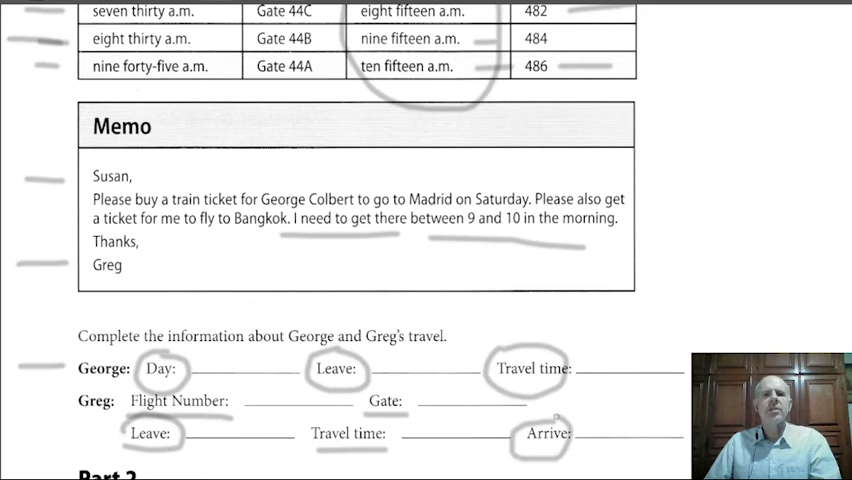 seven thirty a.m. Gate 44C eight fifteen a.m. 482
eight thirty a.m. Gate 44B nine fifteen a.m. 484
nine forty-five a.m. Gate 44A ten fifteen a.m. 486
Memo
Susan,
Please buy a train ticket for George Colbert to go to Madrid on Saturday. Please also get
a ticket for me to fly to Bangkok. I need to get there between 9 and 10 in the morning.
Thanks,
Greg
Complete the information about George and Greg's travel.
George: Day: Leave: Travel time:
Greg: Flight Number: Gate:
Leave: Travel time: Arrive:
Part 2